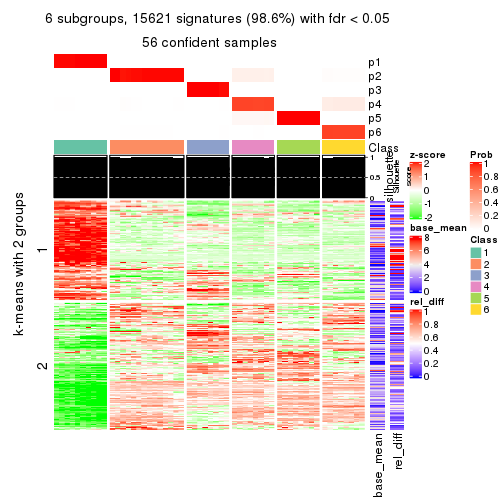 6 subgroups, 15621 signatures (98.6%) with fdr < 0.05
56 confident samples
p1
p2
p3
p4
p5
p6
Class
1
0.5
0
silhouette
Silhouette
score
k-means with 2 groups
1
2
base_mean
rel_diff
z-score
2
1
0
-1
-2
base_mean
8
6
4
2
0
rel_diff
1
0.8
0.6
0.4
0.2
0
Prob
1
0.8
0.6
0.4
0.2
0
Class
1
2
3
4
5
6